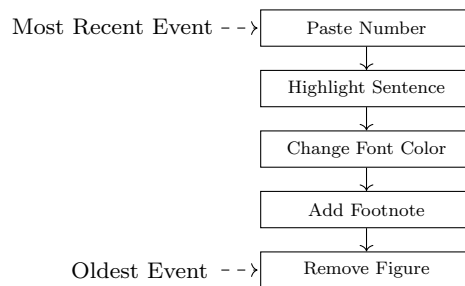 Most Recent Event Paste Number
Highlight Sentence
Change Font Color
Add Footnote
Oldest Event Remove Figure